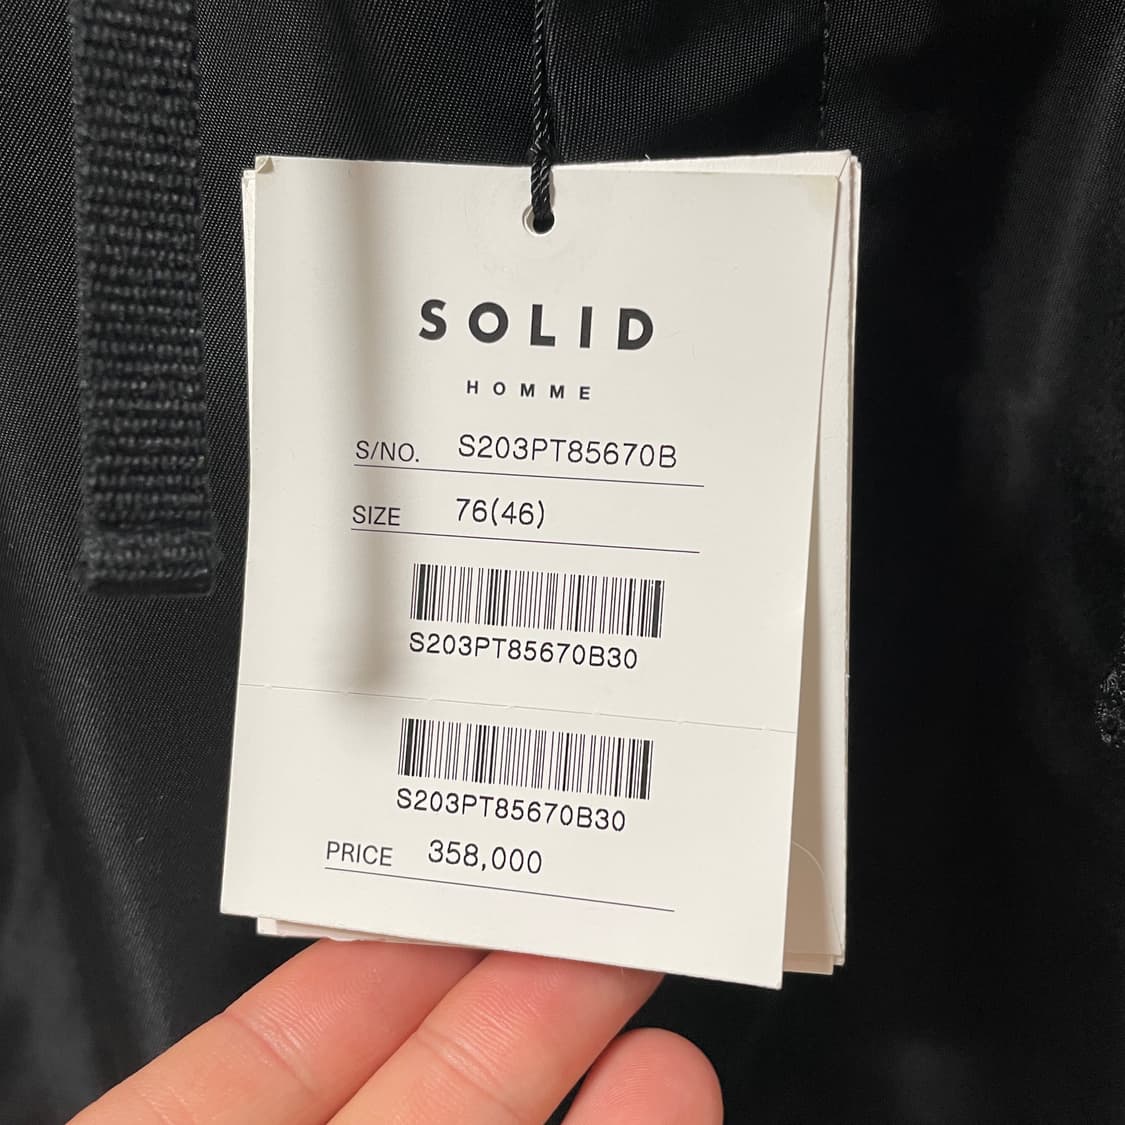 SOLID
HOMME
S/NO. S203PT85670B
SIZE 76(46)
S203PT85670B30
S203PT85670B30
PRICE 358,000